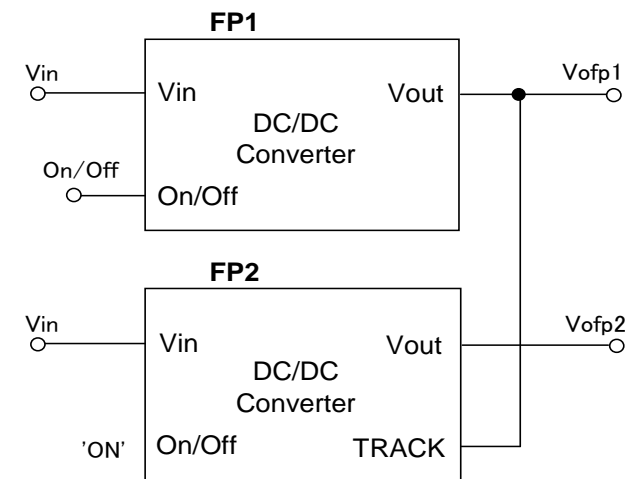 FP1
Vin
Vofp1
Vin
Vout
DC/DC
Converter
On/Off
On/Off
FP2
Vin
Vofp2
Vin
Vout
DC/DC
Converter
'ON'
On/Off
TRACK